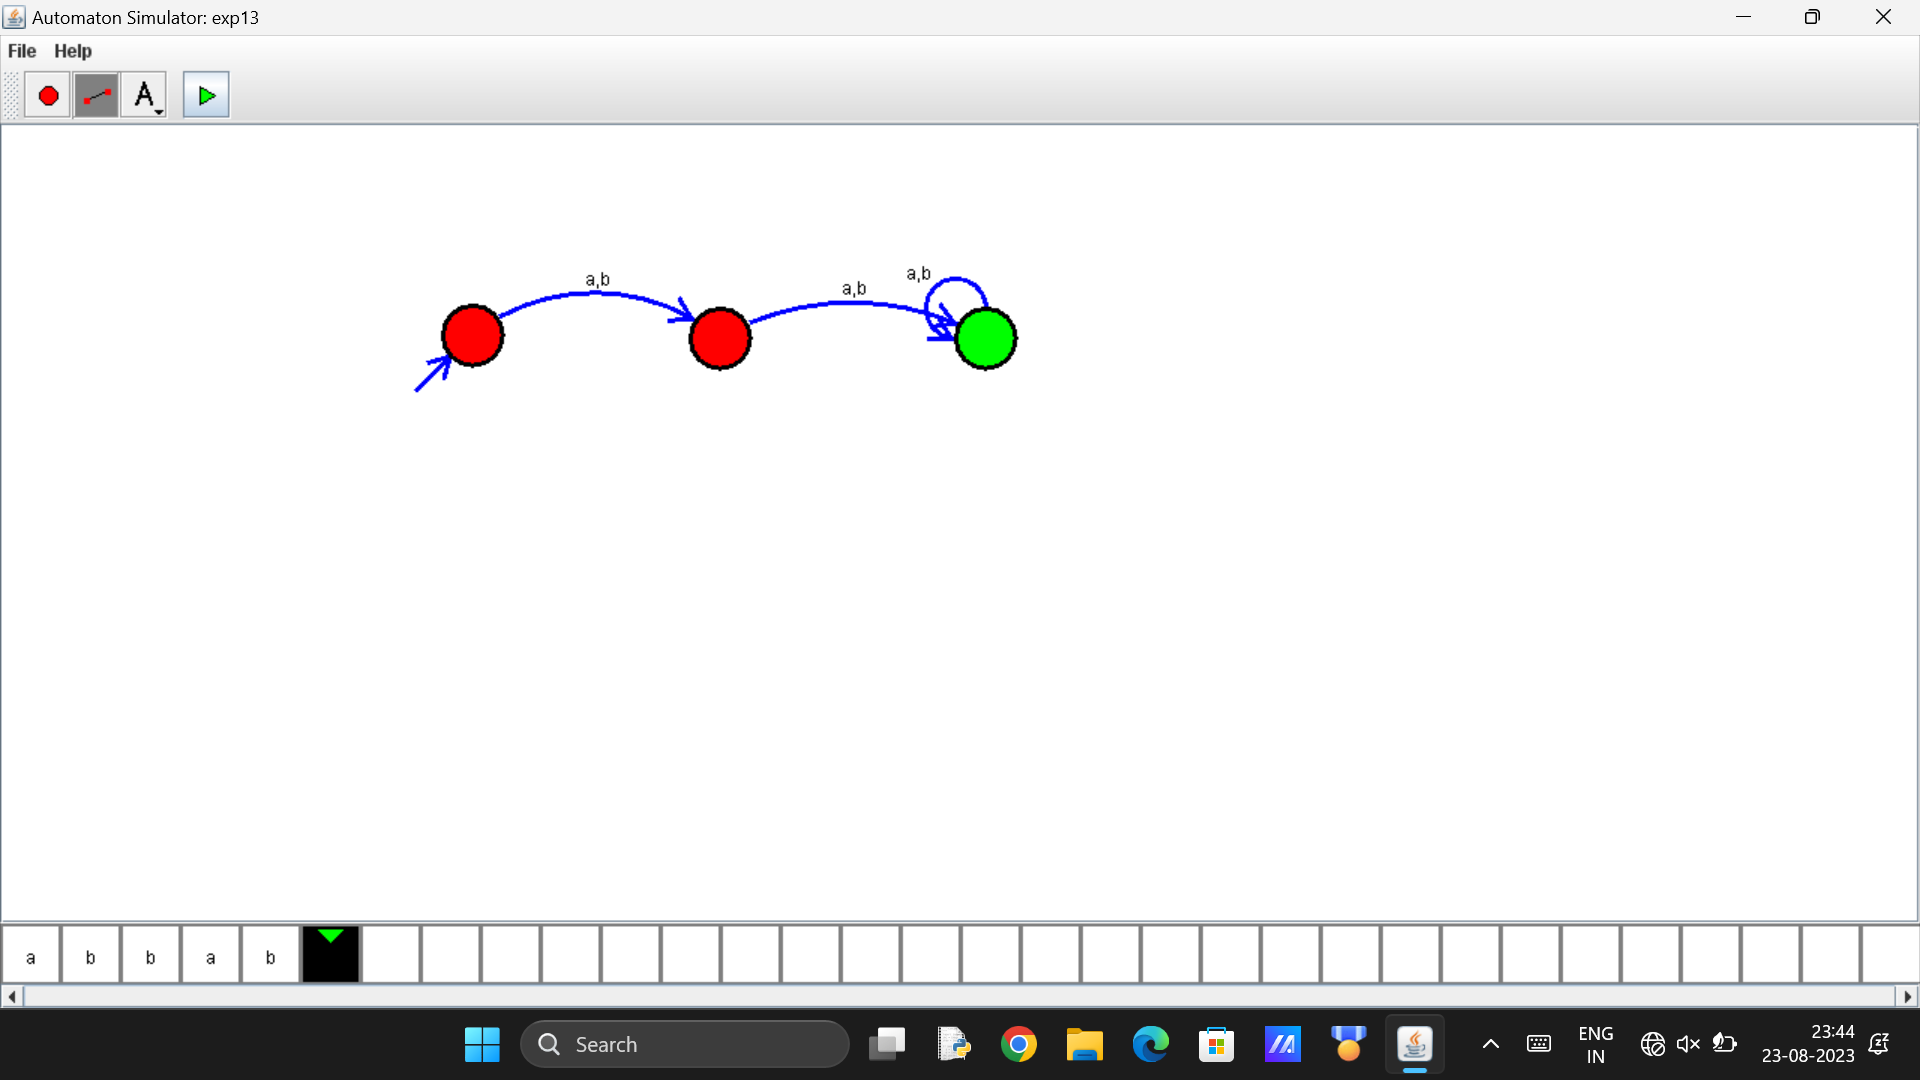 Automaton Simulator: exp13
File Help
A
a,b
a,b
a,b
a b b a b
Search
ENG
IN
23:44
23-08-2023